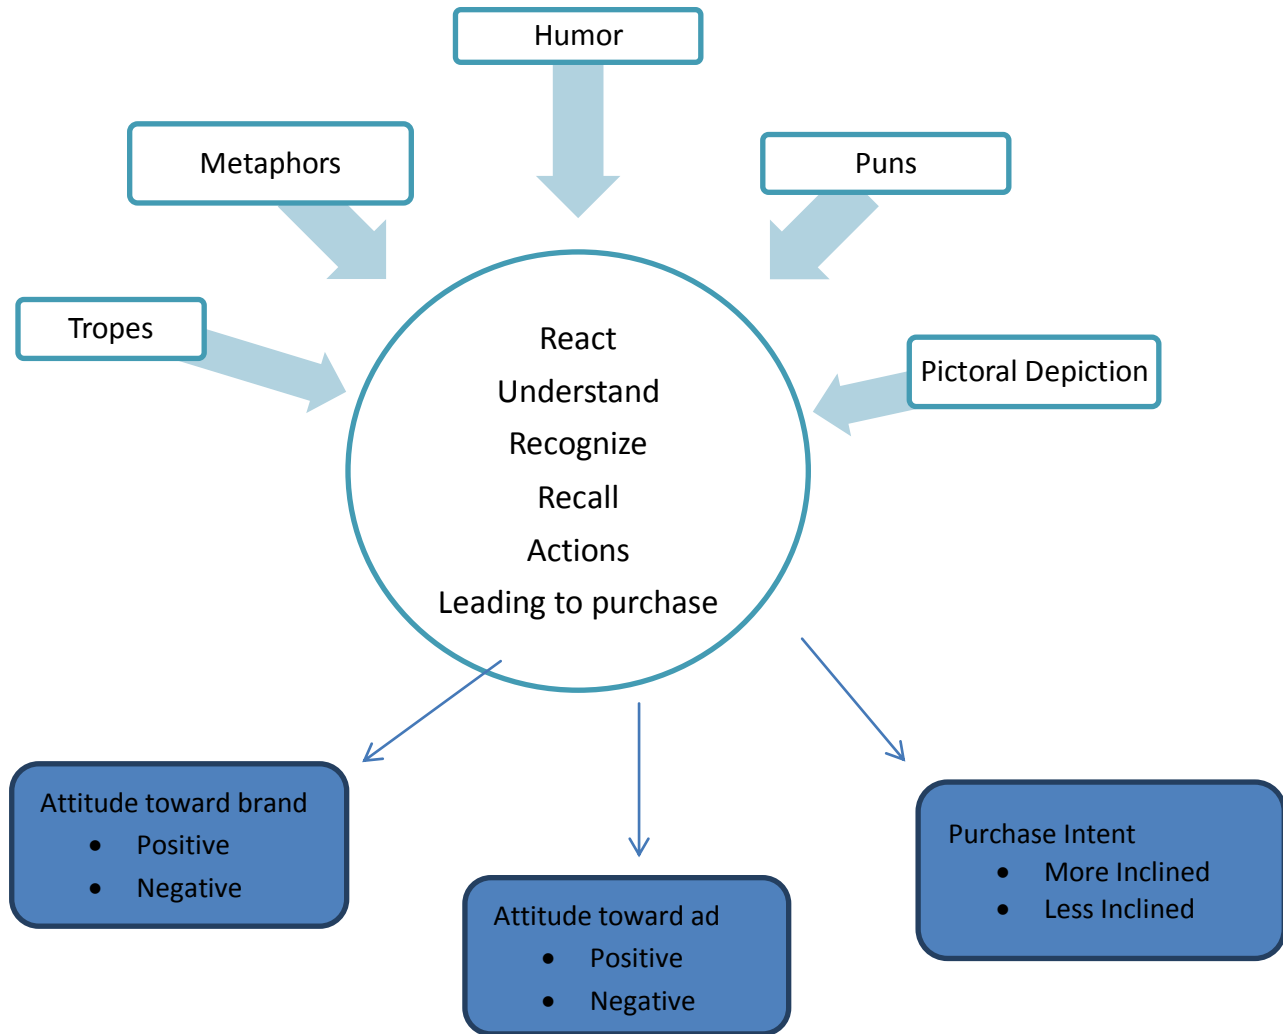 Humor
Metaphors
Puns
Tropes
Pictoral Depiction
React
Understand
Recognize
Recall
Actions
Leading to purchase
Attitude toward brand
• Positive
• Negative
Attitude toward ad
• Positive
• Negative
Purchase Intent
• More Inclined
• Less Inclined